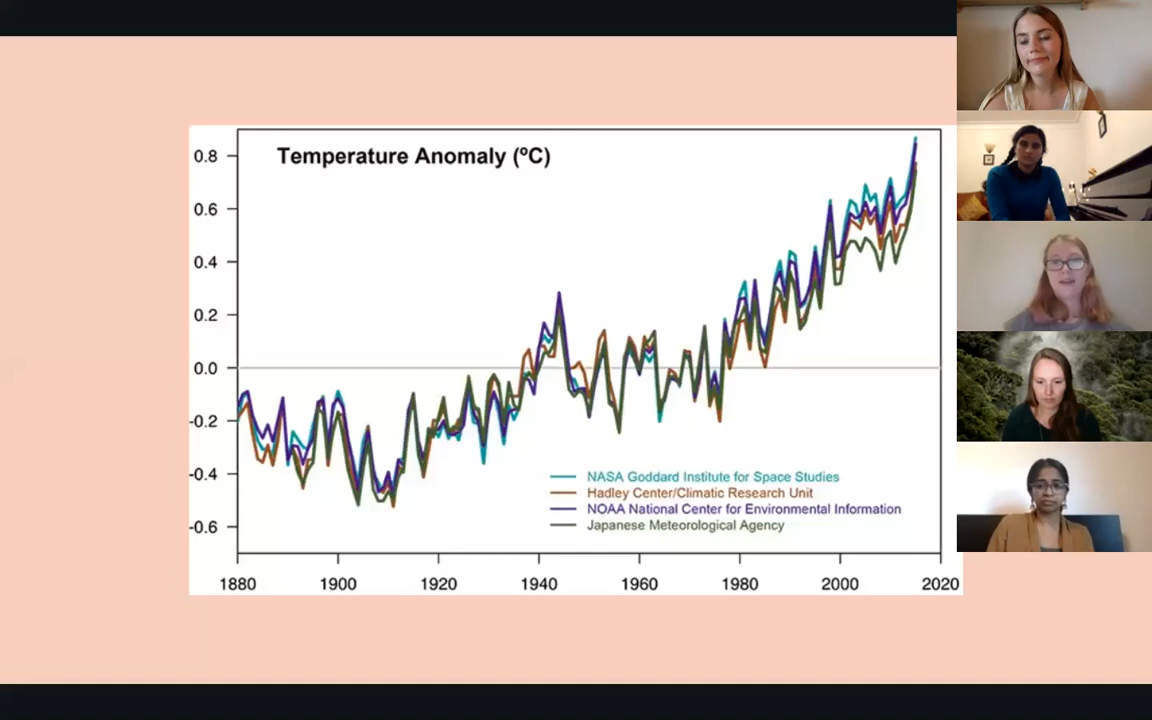 Temperature Anomaly (ºC)
0.8
0.6
0.4
0.2
0.0
-0.2
-0.4
-0.6
NASA Goddard Institute for Space Studies
Hadley Center/Climatic Research Unit
NOAA National Center for Environmental Information
Japanese Meteorological Agency
1880 1900 1920 1940 1960 1980 2000 2020